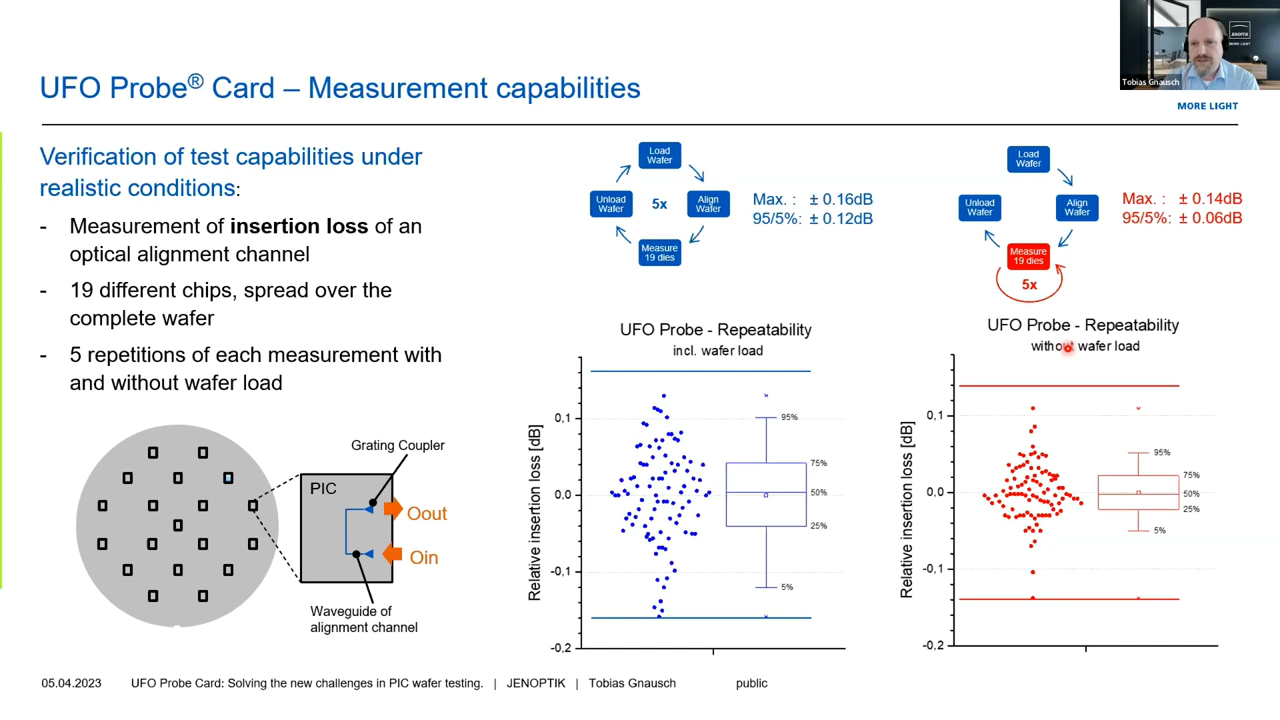 UFO Probe® Card – Measurement capabilities
Tobias Gnausch
JENOPTIK
MORE LIGHT
MORE LIGHT
Verification of test capabilities under
realistic conditions:
- Measurement of insertion loss of an
optical alignment channel
- 19 different chips, spread over the
complete wafer
- 5 repetitions of each measurement with
and without wafer load
Grating Coupler
PIC
Oout
Oin
Waveguide of
alignment channel
Load
Wafer
Unload
Wafer
5x
Align
Wafer
Measure
19 dies
Max. : ± 0.16dB
95/5%: ± 0.12dB
UFO Probe - Repeatability
incl. wafer load
Relative insertion loss [dB]
0,1
0,0
-0,1
-0,2
95%
75%
50%
25%
5%
Load
Wafer
Unload
Wafer
Align
Wafer
Measure
19 dies
5x
Max. : ± 0.14dB
95/5%: ± 0.06dB
UFO Probe - Repeatability
without wafer load
Relative insertion loss [dB]
0,1
0,0
-0,1
-0,2
95%
75%
50%
25%
5%
05.04.2023 UFO Probe Card: Solving the new challenges in PIC wafer testing. | JENOPTIK | Tobias Gnausch public